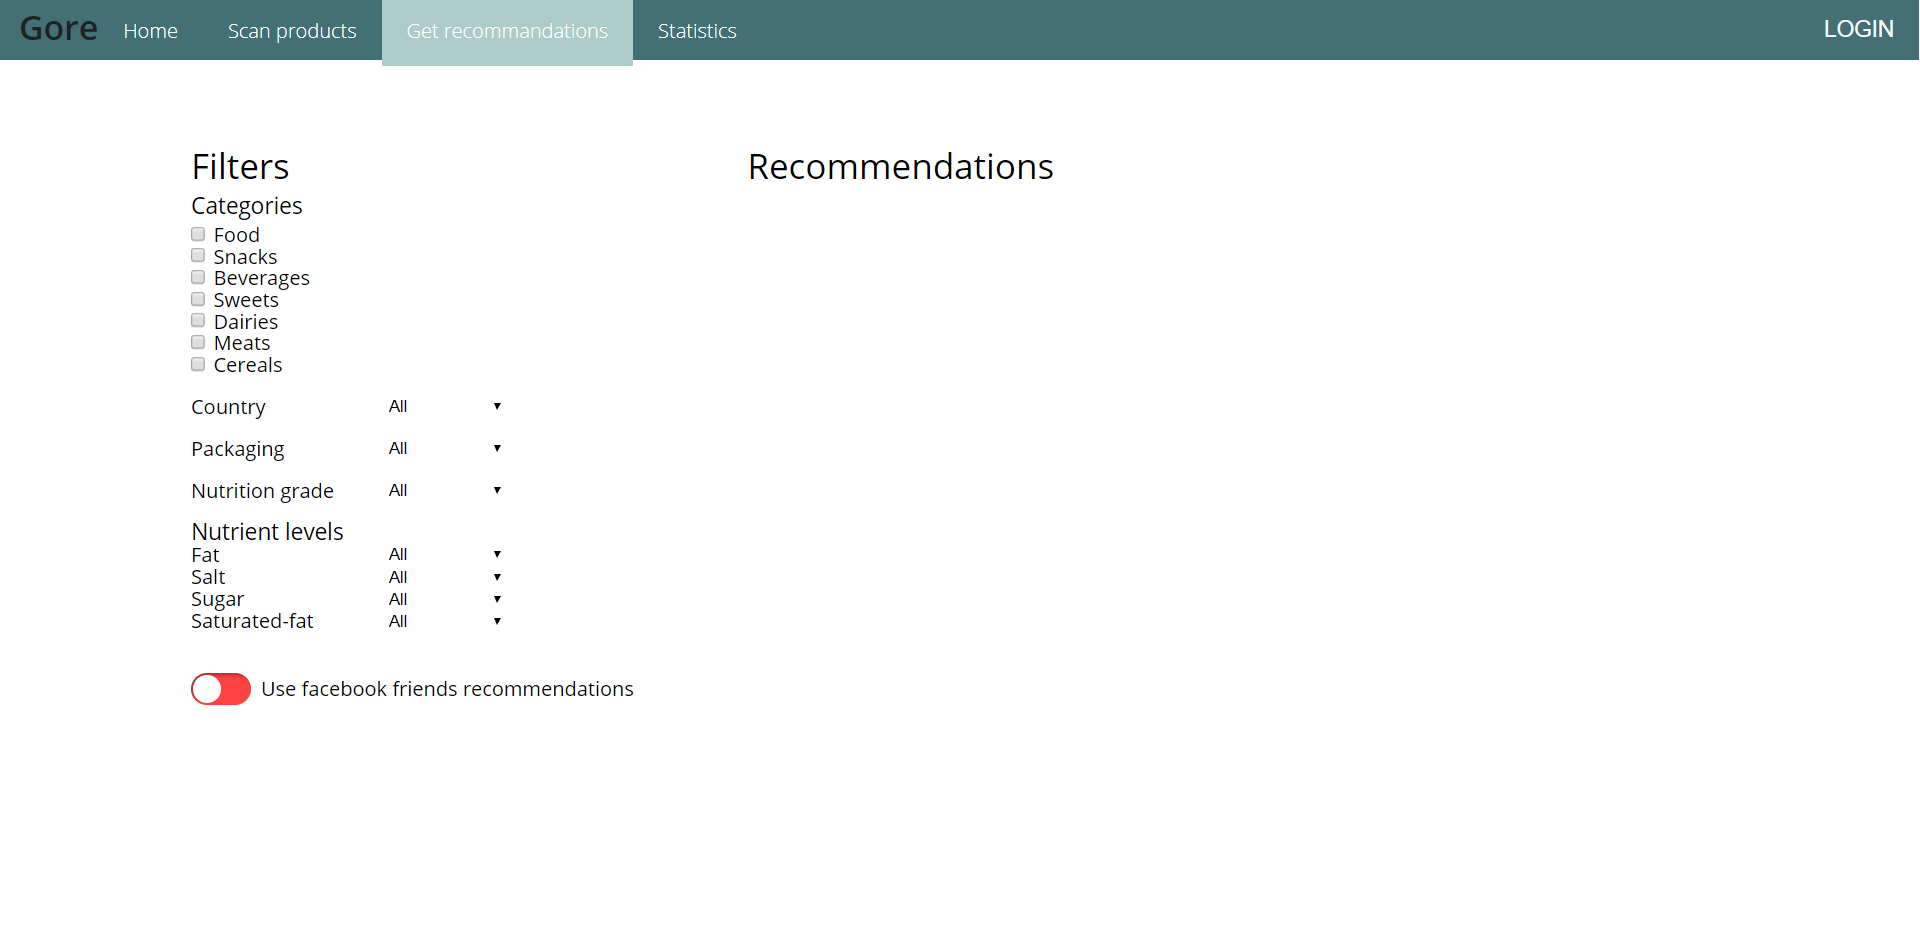 Gore Home Scan products Get recommandations Statistics LOGIN
Filters
Categories
Food
Snacks
Beverages
Sweets
Dairies
Meats
Cereals
Country All
Packaging All
Nutrition grade All
Nutrient levels
Fat All
Salt All
Sugar All
Saturated-fat All
Use facebook friends recommendations
Recommendations